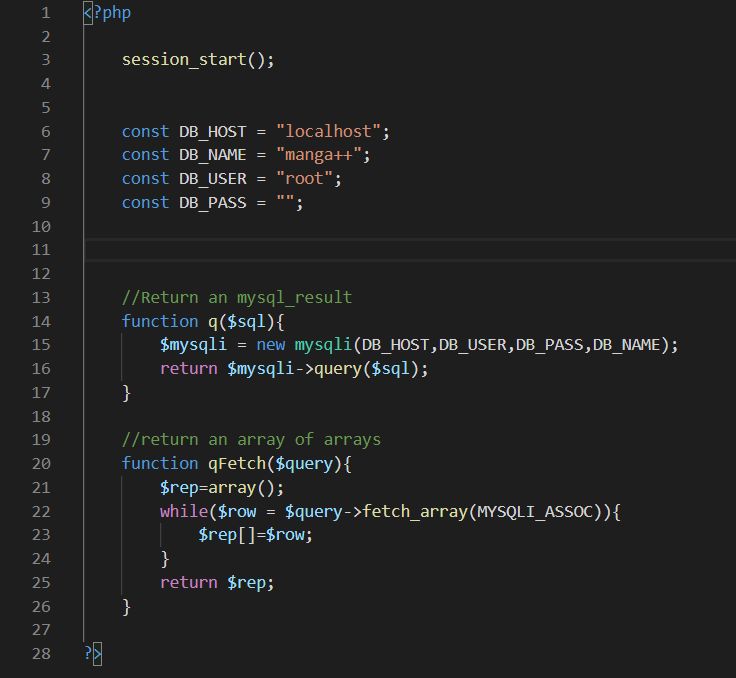 1 <?php
2
3     session_start();
4
5
6     const DB_HOST = "localhost";
7     const DB_NAME = "manga++";
8     const DB_USER = "root";
9     const DB_PASS = "";
10
11
12
13     //Return an mysql_result
14     function q($sql){
15         $mysqli = new mysqli(DB_HOST,DB_USER,DB_PASS,DB_NAME);
16         return $mysqli->query($sql);
17     }
18
19     //return an array of arrays
20     function qFetch($query){
21         $rep=array();
22         while($row = $query->fetch_array(MYSQLI_ASSOC)){
23             $rep[]=$row;
24         }
25         return $rep;
26     }
27
28 ?>